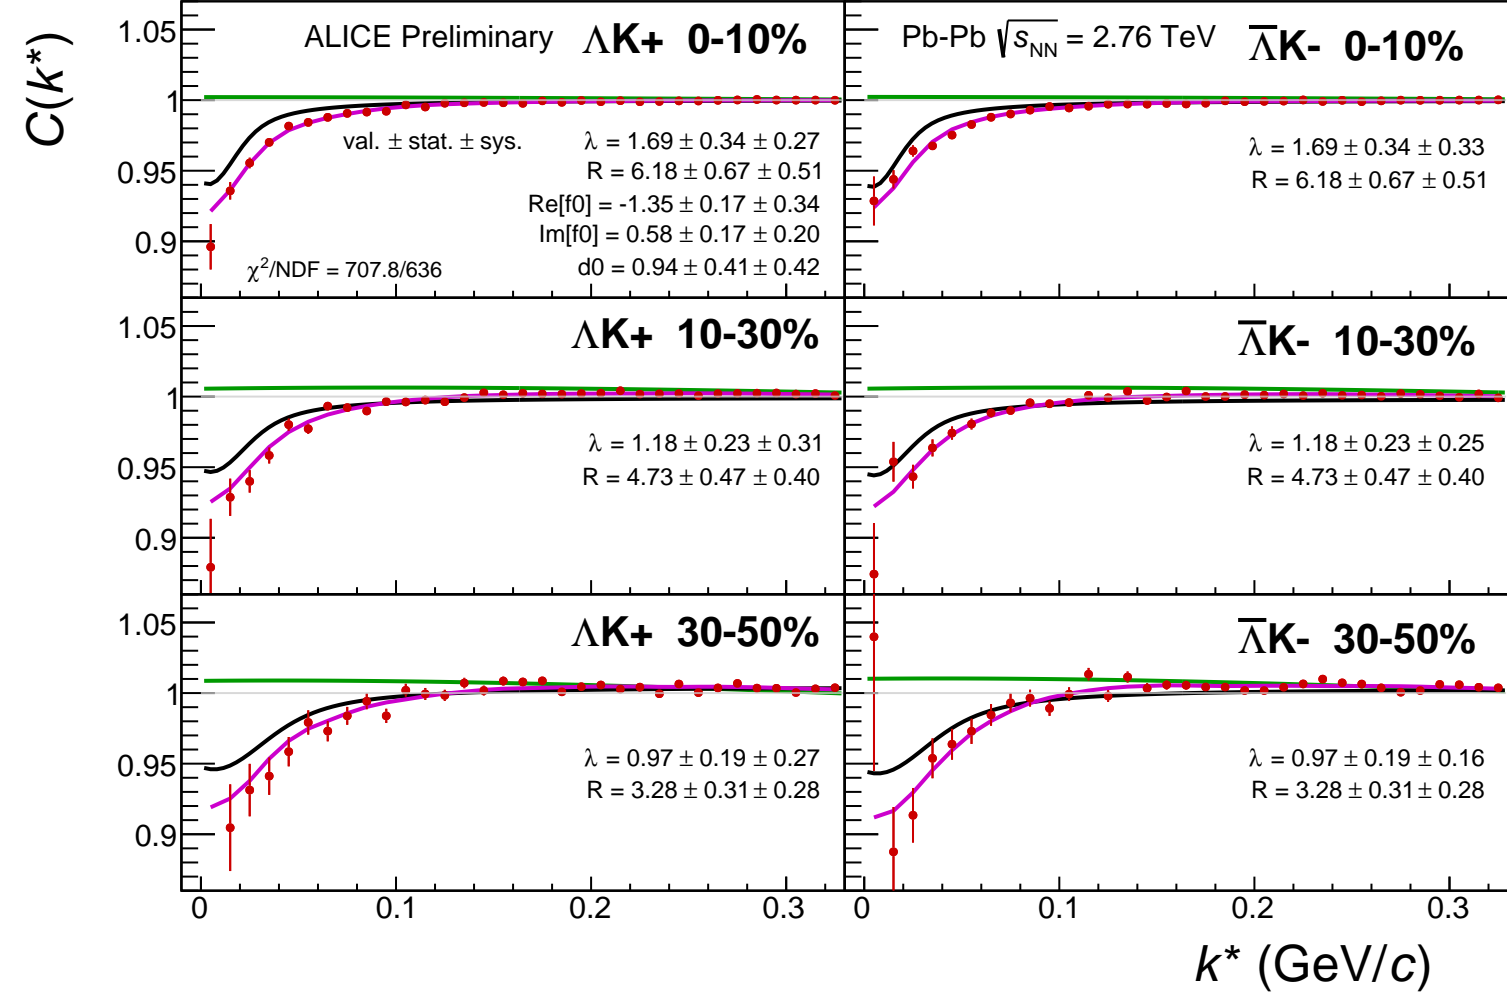 C(k*)
ALICE Preliminary ΛK+ 0-10%
1.05
1
0.95
0.9
val. ± stat. ± sys.
λ = 1.69 ± 0.34 ± 0.27
R = 6.18 ± 0.67 ± 0.51
Re[f0] = -1.35 ± 0.17 ± 0.34
Im[f0] = 0.58 ± 0.17 ± 0.20
d0 = 0.94 ± 0.41 ± 0.42
χ²/NDF = 707.8/636
Pb-Pb √sNN = 2.76 TeV Λ̅K- 0-10%
λ = 1.69 ± 0.34 ± 0.33
R = 6.18 ± 0.67 ± 0.51
ΛK+ 10-30%
1.05
1
0.95
0.9
λ = 1.18 ± 0.23 ± 0.31
R = 4.73 ± 0.47 ± 0.40
Λ̅K- 10-30%
λ = 1.18 ± 0.23 ± 0.25
R = 4.73 ± 0.47 ± 0.40
ΛK+ 30-50%
1.05
1
0.95
0.9
λ = 0.97 ± 0.19 ± 0.27
R = 3.28 ± 0.31 ± 0.28
Λ̅K- 30-50%
λ = 0.97 ± 0.19 ± 0.16
R = 3.28 ± 0.31 ± 0.28
0 0.1 0.2 0.3 0 0.1 0.2 0.3
k* (GeV/c)